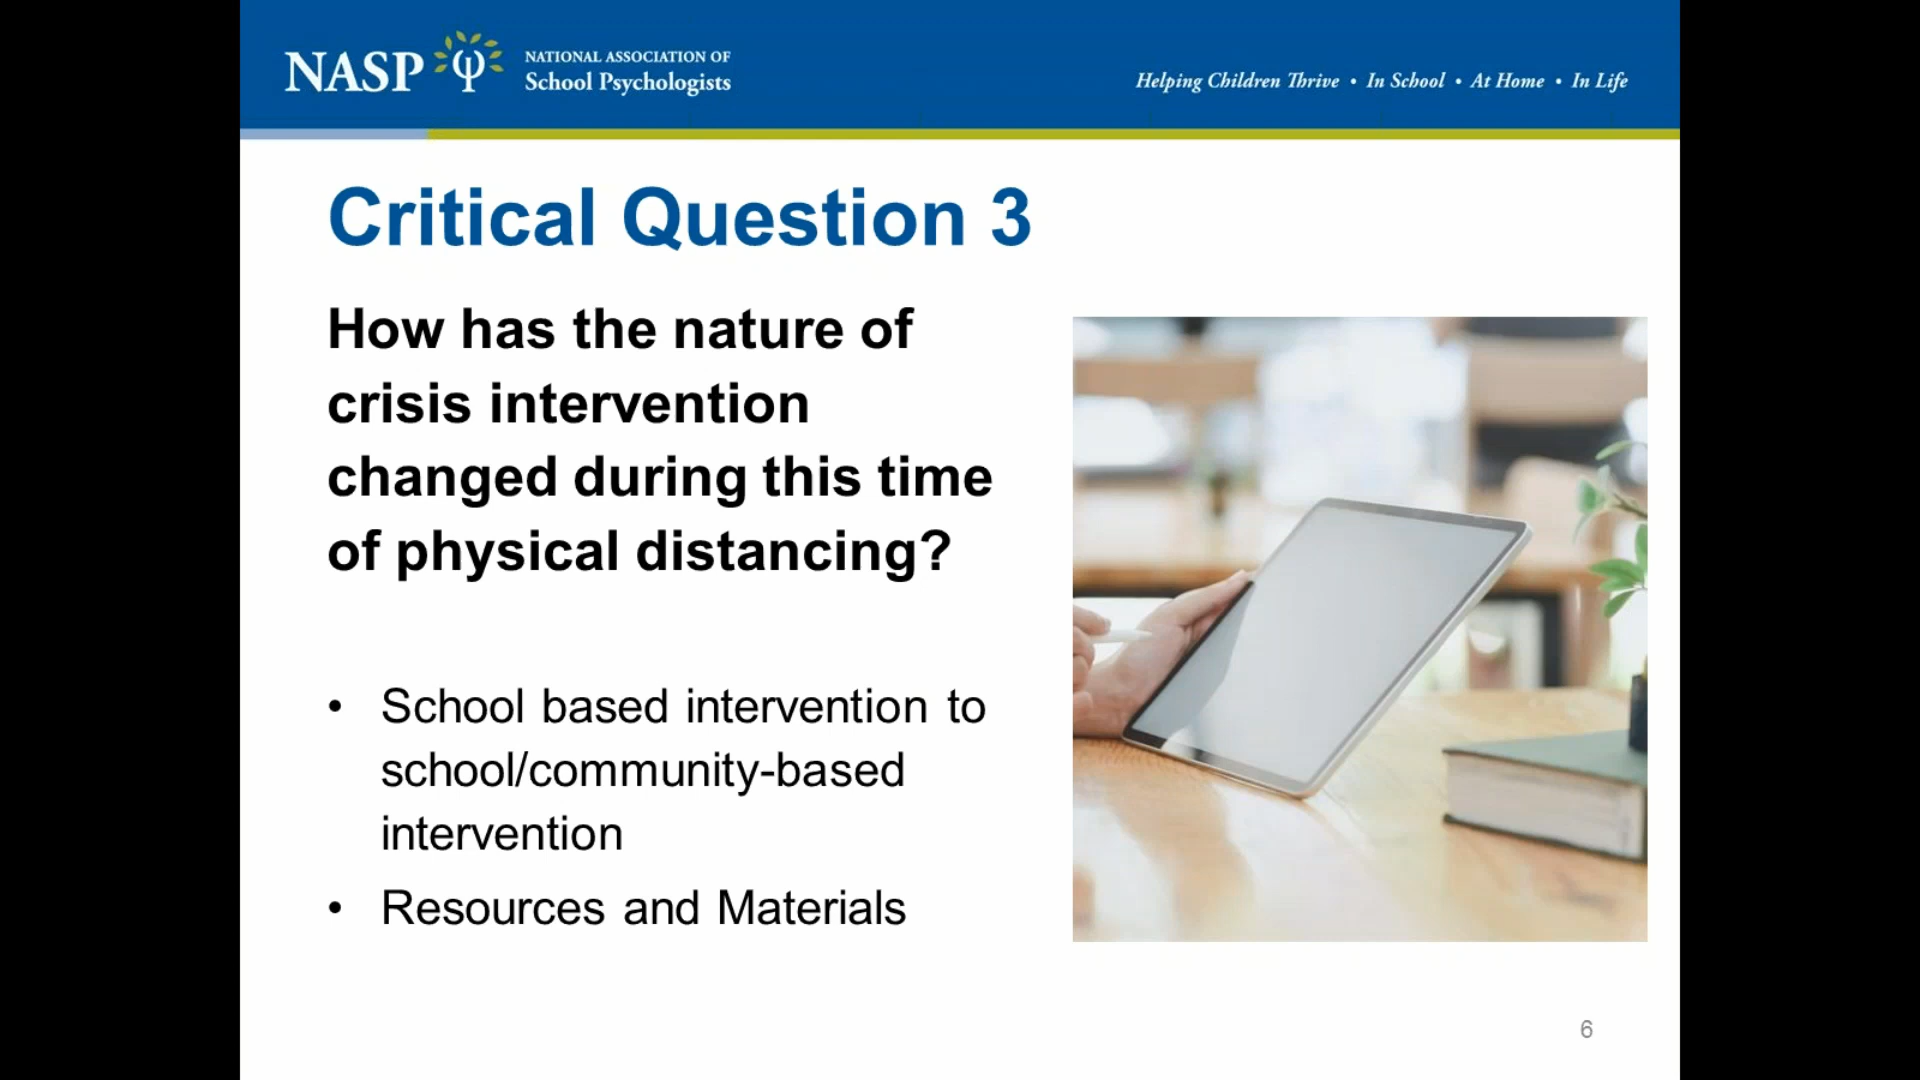 NASP
NATIONAL ASSOCIATION OF
School Psychologists
Helping Children Thrive • In School • At Home • In Life
Critical Question 3
How has the nature of
crisis intervention
changed during this time
of physical distancing?
• School based intervention to
school/community-based
intervention
• Resources and Materials
6